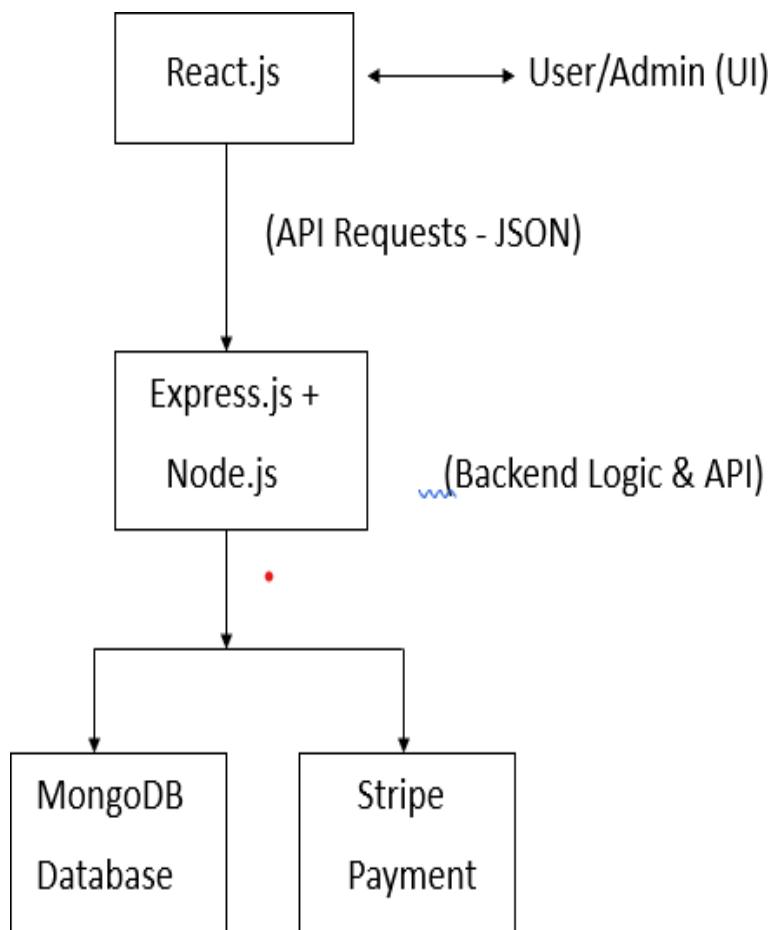 React.js
User/Admin (UI)
(API Requests - JSON)
Express.js +
Node.js
(Backend Logic & API)
MongoDB
Database
Stripe
Payment